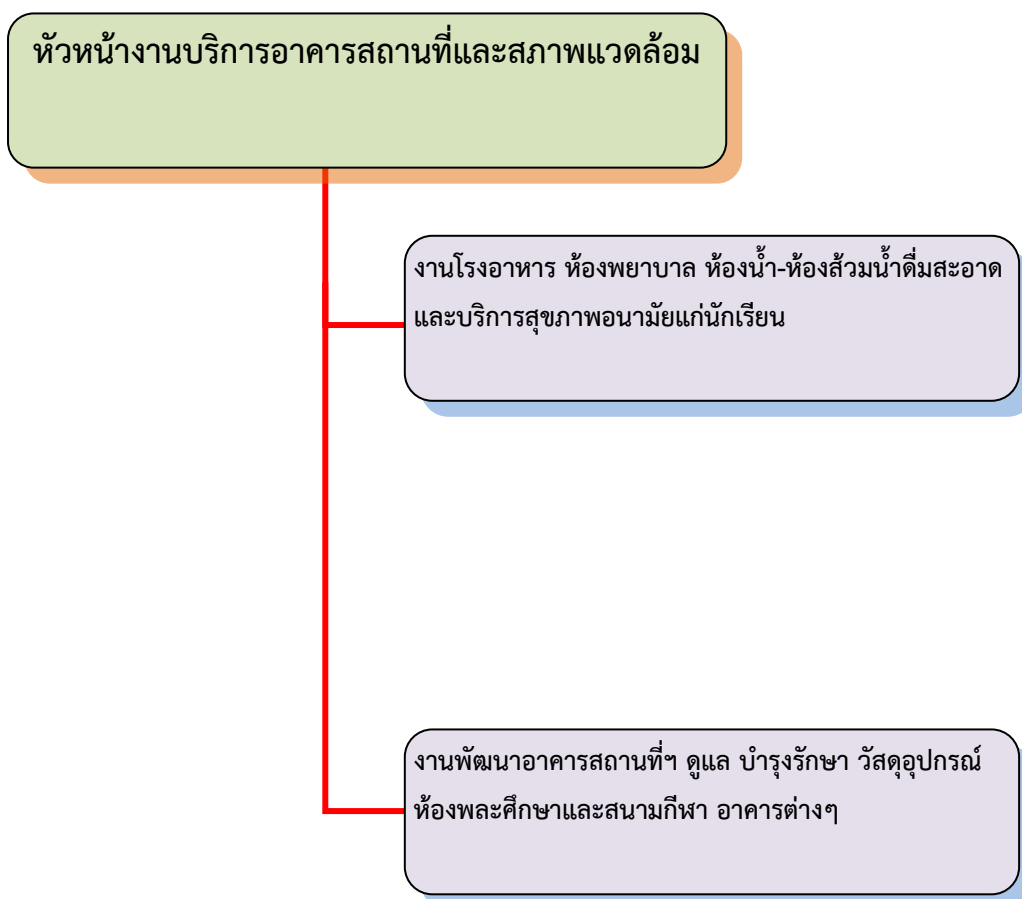 หัวหน้างานบริการอาคารสถานที่และสภาพแวดล้อม
งานโรงอาหาร ห้องพยาบาล ห้องน้ำ-ห้องส้วมน้ำดื่มสะอาด
และบริการสุขภาพอนามัยแก่นักเรียน
งานพัฒนาอาคารสถานที่ฯ ดูแล บำรุงรักษา วัสดุอุปกรณ์
ห้องพละศึกษาและสนามกีฬา อาคารต่างๆ